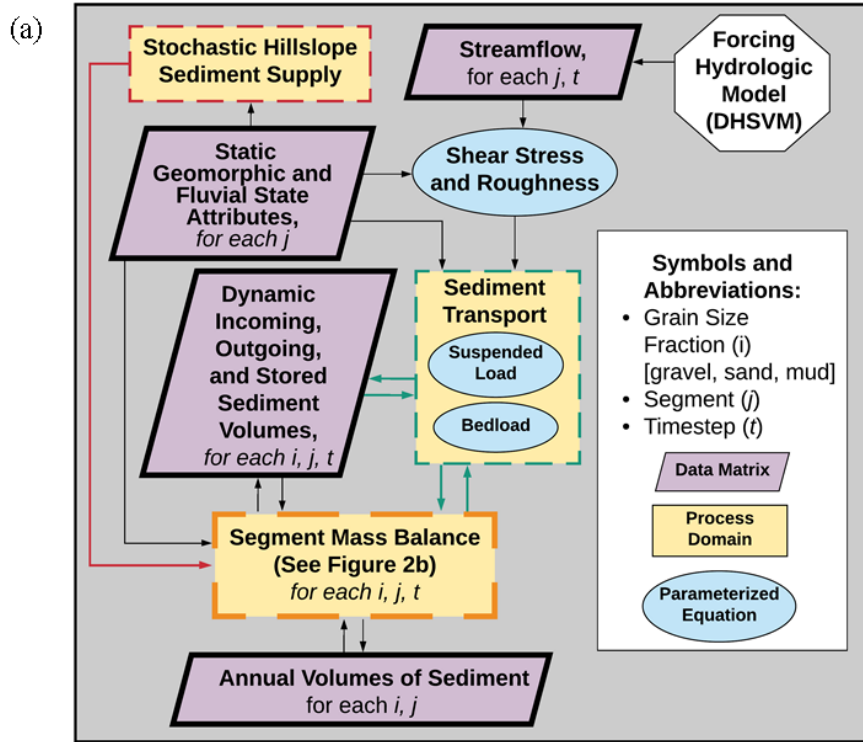 (a)
Stochastic Hillslope
Sediment Supply
Streamflow,
for each j, t
Forcing
Hydrologic
Model
(DHSVM)
Static
Geomorphic and
Fluvial State
Attributes,
for each j
Shear Stress
and Roughness
Dynamic
Incoming,
Outgoing,
and Stored
Sediment
Volumes,
for each i, j, t
Sediment
Transport
Suspended
Load
Bedload
Segment Mass Balance
(See Figure 2b)
for each i, j, t
Annual Volumes of Sediment
for each i, j
Symbols and
Abbreviations:
• Grain Size
Fraction (i)
[gravel, sand, mud]
• Segment (j)
• Timestep (t)
Data Matrix
Process
Domain
Parameterized
Equation